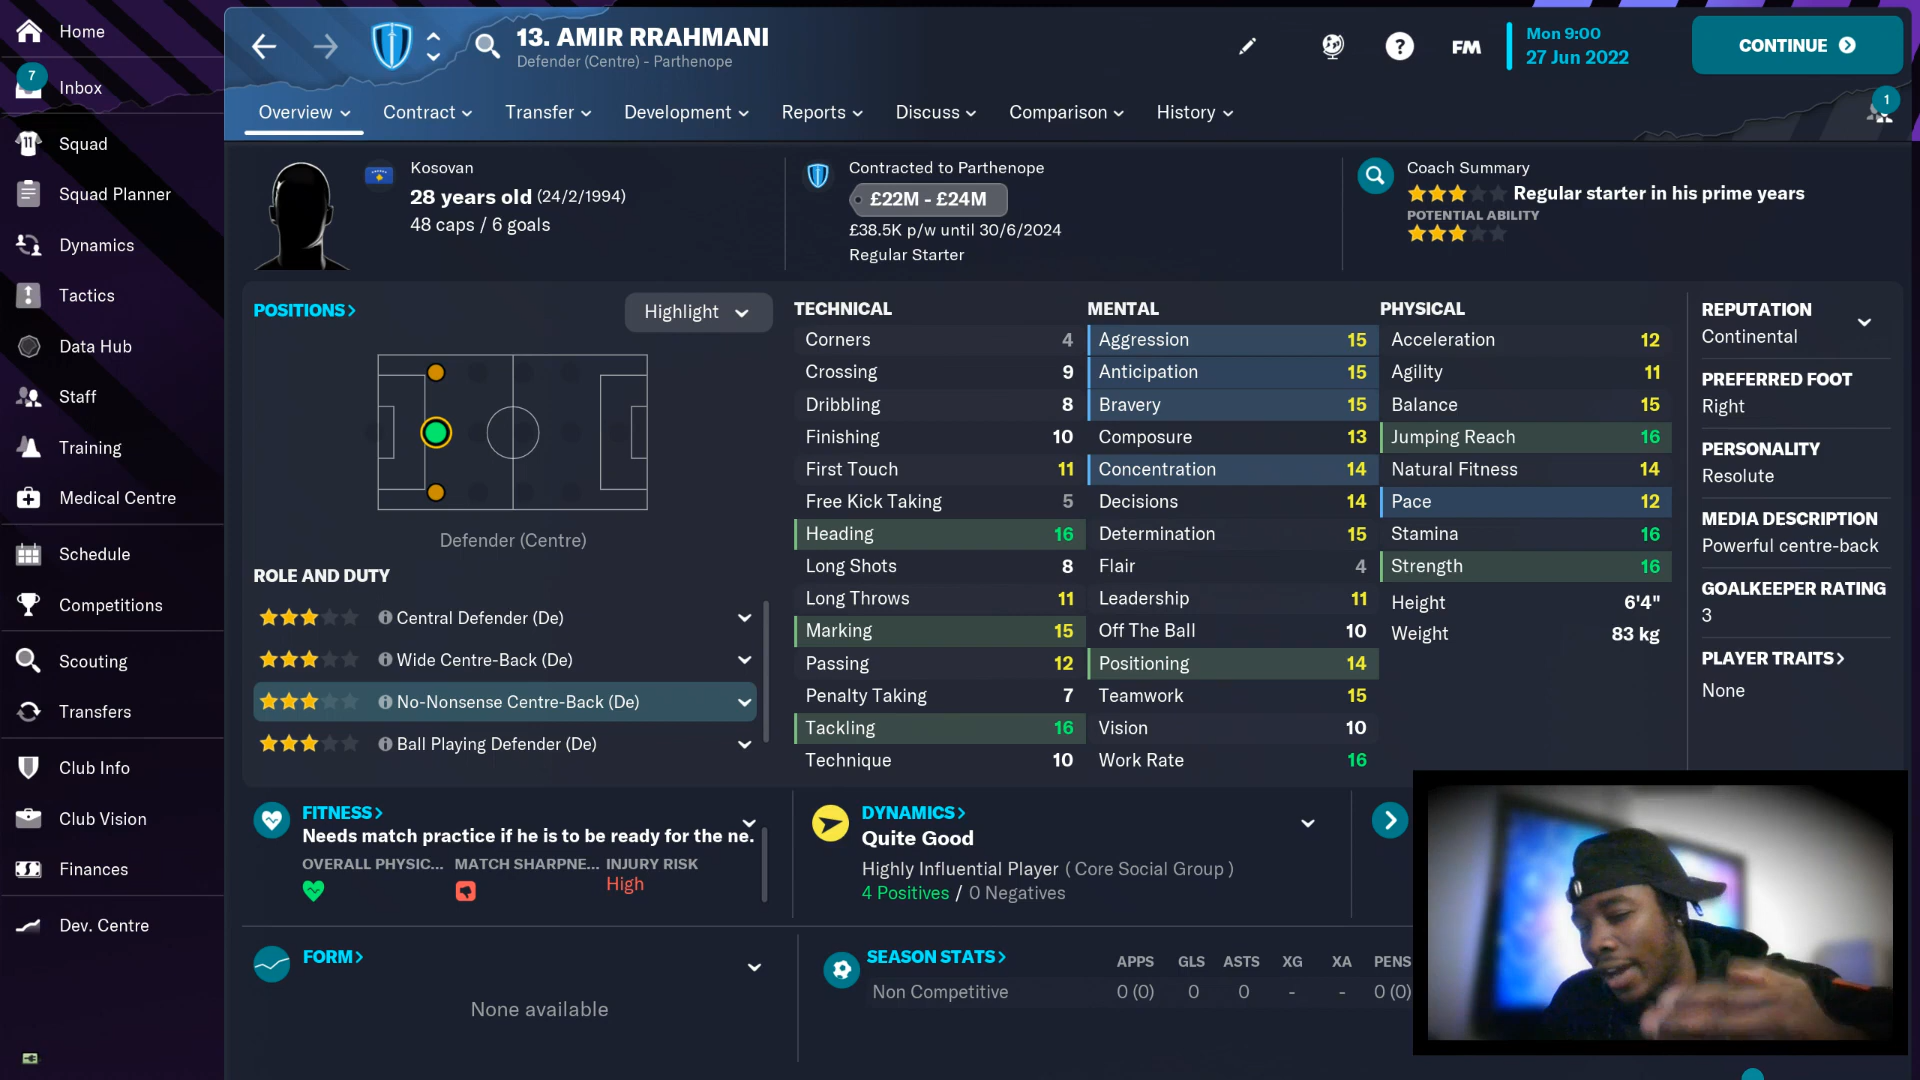 Home
7
Inbox
Squad
Squad Planner
Dynamics
Tactics
Data Hub
Staff
Training
Medical Centre
Schedule
Competitions
Scouting
Transfers
Club Info
Club Vision
Finances
Dev. Centre
13. AMIR RRAHMANI
Defender (Centre) - Parthenope
?
FM
Mon 9:00
27 Jun 2022
CONTINUE
Overview
Contract
Transfer
Development
Reports
Discuss
Comparison
History
1
Kosovan
28 years old (24/2/1994)
48 caps / 6 goals
Contracted to Parthenope
£22M - £24M
£38.5K p/w until 30/6/2024
Regular Starter
Coach Summary
Regular starter in his prime years
POTENTIAL ABILITY
POSITIONS>
Highlight
Defender (Centre)
ROLE AND DUTY
Central Defender (De)
Wide Centre-Back (De)
No-Nonsense Centre-Back (De)
Ball Playing Defender (De)
TECHNICAL
Corners 4
Crossing 9
Dribbling 8
Finishing 10
First Touch 11
Free Kick Taking 5
Heading 16
Long Shots 8
Long Throws 11
Marking 15
Passing 12
Penalty Taking 7
Tackling 16
Technique 10
MENTAL
Aggression 15
Anticipation 15
Bravery 15
Composure 13
Concentration 14
Decisions 14
Determination 15
Flair 4
Leadership 11
Off The Ball 10
Positioning 14
Teamwork 15
Vision 10
Work Rate 16
PHYSICAL
Acceleration 12
Agility 11
Balance 15
Jumping Reach 16
Natural Fitness 14
Pace 12
Stamina 16
Strength 16
Height 6'4"
Weight 83 kg
REPUTATION
Continental
PREFERRED FOOT
Right
PERSONALITY
Resolute
MEDIA DESCRIPTION
Powerful centre-back
GOALKEEPER RATING
3
PLAYER TRAITS>
None
FITNESS>
Needs match practice if he is to be ready for the ne.
OVERALL PHYSIC... MATCH SHARPNE... INJURY RISK
High
DYNAMICS>
Quite Good
Highly Influential Player ( Core Social Group )
4 Positives / 0 Negatives
FORM>
None available
SEASON STATS> APPS GLS ASTS XG XA PENS
Non Competitive 0 (0) 0 0 - - 0 (0)